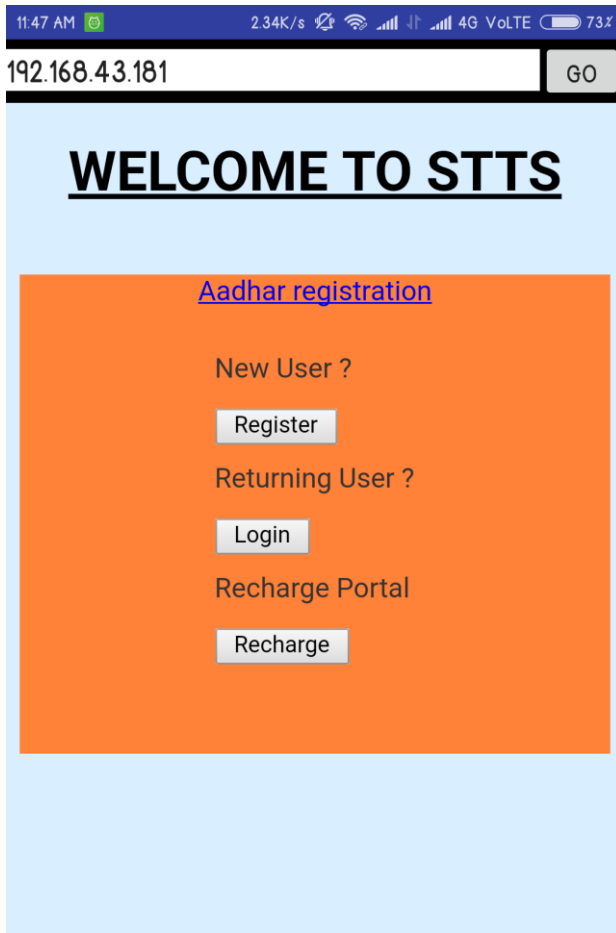 11:47 AM 2.34K/s 4G VoLTE 73%
192.168.43.181 GO
WELCOME TO STTS
Aadhar registration
New User ?
Register
Returning User ?
Login
Recharge Portal
Recharge